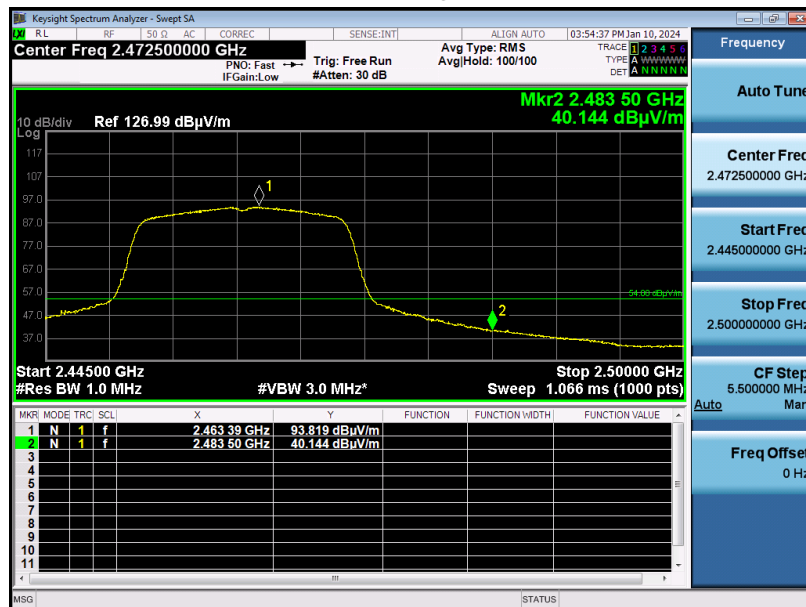 Keysight Spectrum Analyzer - Swept SA
LXI RL RF 50 Ω AC CORREC SENSE:INT ALIGN AUTO 03:54:37 PM Jan 10, 2024
Center Freq 2.472500000 GHz
PNO: Fast
IFGain:Low
Trig: Free Run
#Atten: 30 dB
Avg Type: RMS
Avg|Hold: 100/100
TRACE 1 2 3 4 5 6
TYPE A WWWWW
DET A N N N N N
Mkr2 2.483 50 GHz
40.144 dBµV/m
10 dB/div Ref 126.99 dBµV/m
Log
117
107
97.0
87.0
77.0
67.0
57.0
47.0
37.0
1
2
54.00 dBµV/m
Start 2.44500 GHz Stop 2.50000 GHz
#Res BW 1.0 MHz #VBW 3.0 MHz* Sweep 1.066 ms (1000 pts)
MKR MODE TRC SCL X Y FUNCTION FUNCTION WIDTH FUNCTION VALUE
1 N 1 f 2.463 39 GHz 93.819 dBµV/m
2 N 1 f 2.483 50 GHz 40.144 dBµV/m
3
4
5
6
7
8
9
10
11
MSG STATUS
Frequency
Auto Tune
Center Freq
2.472500000 GHz
Start Freq
2.445000000 GHz
Stop Freq
2.500000000 GHz
CF Step
5.500000 MHz
Auto Man
Freq Offset
0 Hz